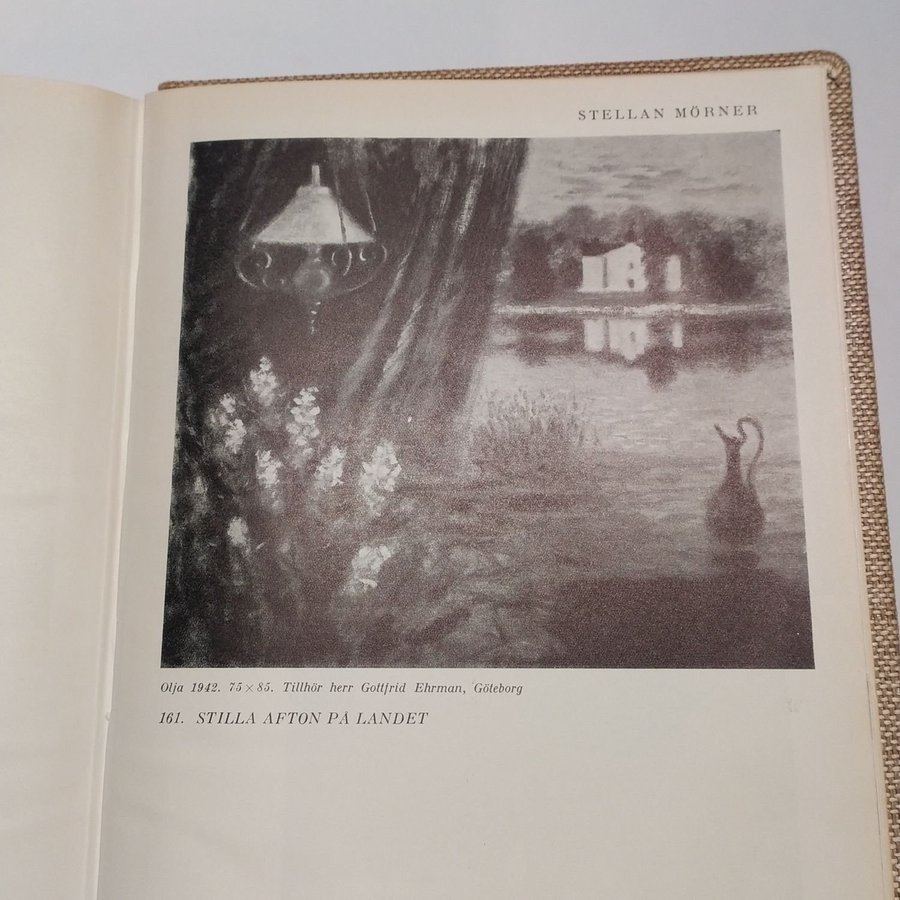 STELLAN MÖRNER
Olja 1942. 75×85. Tillhör herr Gottfrid Ehrman, Göteborg
161. STILLA AFTON PÅ LANDET